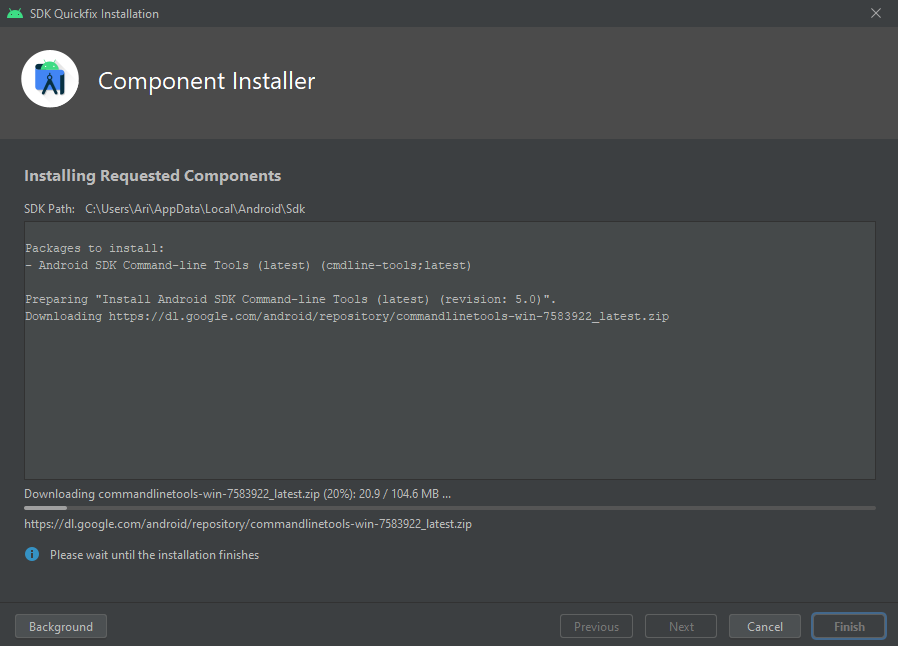 SDK Quickfix Installation
Component Installer
Installing Requested Components
SDK Path: C:\Users\Ari\AppData\Local\Android\Sdk
Packages to install:
- Android SDK Command-line Tools (latest) (cmdline-tools;latest)
Preparing "Install Android SDK Command-line Tools (latest) (revision: 5.0)".
Downloading https://dl.google.com/android/repository/commandlinetools-win-7583922_latest.zip
Downloading commandlinetools-win-7583922_latest.zip (20%): 20.9 / 104.6 MB ...
https://dl.google.com/android/repository/commandlinetools-win-7583922_latest.zip
Please wait until the installation finishes
Background Previous Next Cancel Finish